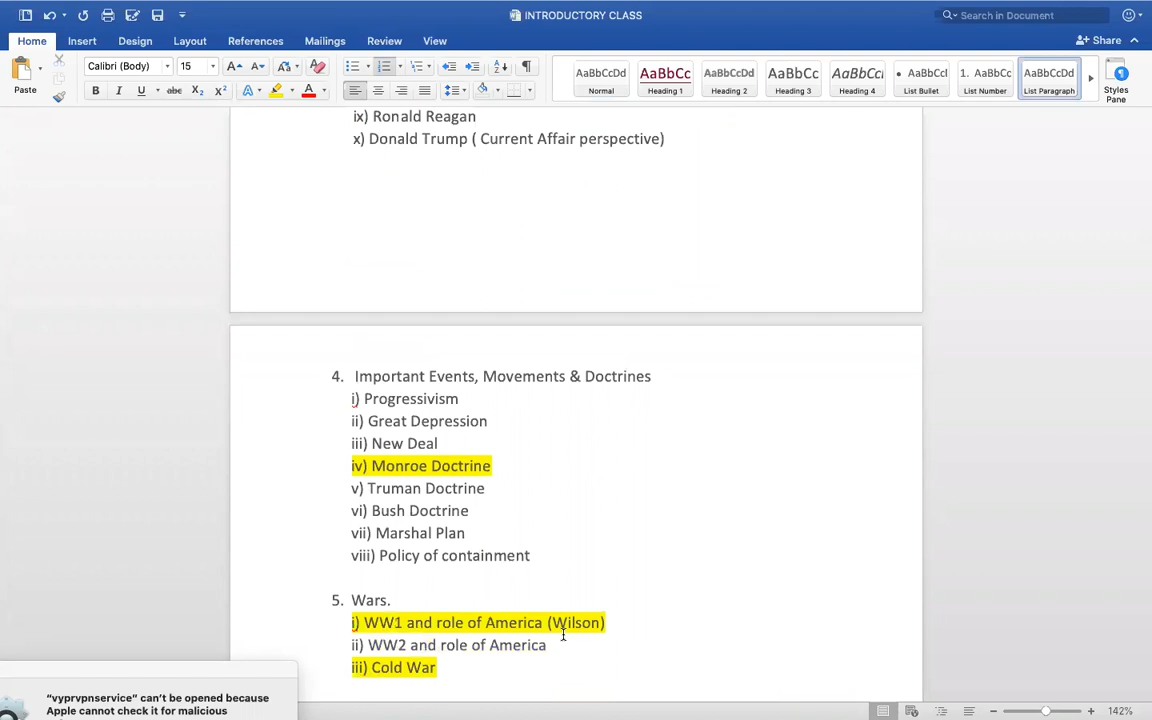 INTRODUCTORY CLASS
Search in Document
Home Insert Design Layout References Mailings Review View
Share
Paste
Calibri (Body) 15
AaBbCcDd Normal
AaBbCc Heading 1
AaBbCcDd Heading 2
AaBbCcDd Heading 3
AaBbCcI Heading 4
AaBbCcI List Bullet
1. AaBbCc List Number
AaBbCcDd List Paragraph
Styles Pane
ix) Ronald Reagan
x) Donald Trump ( Current Affair perspective)
4. Important Events, Movements & Doctrines
i) Progressivism
ii) Great Depression
iii) New Deal
iv) Monroe Doctrine
v) Truman Doctrine
vi) Bush Doctrine
vii) Marshal Plan
viii) Policy of containment
5. Wars.
i) WW1 and role of America (Wilson)
ii) WW2 and role of America
iii) Cold War
“vyprvpnservice” can’t be opened because
Apple cannot check it for malicious
142%